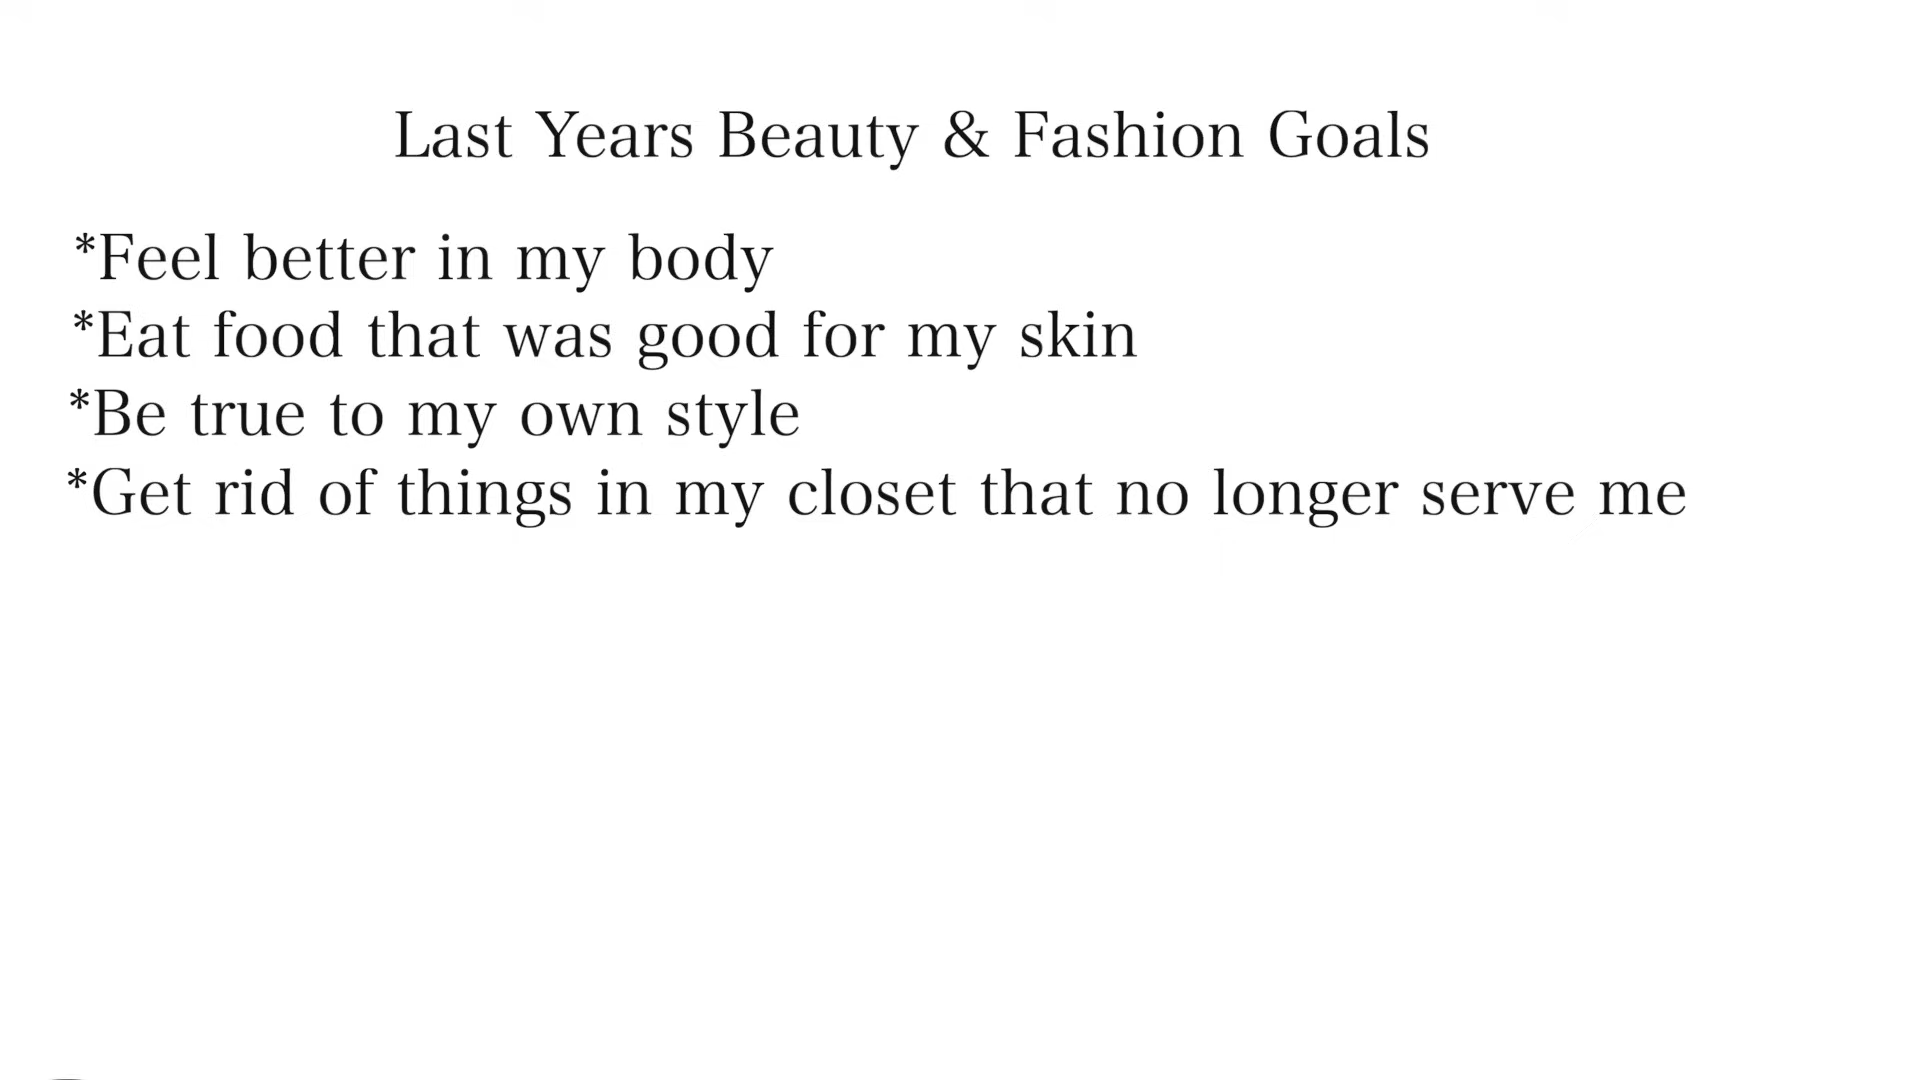 Last Years Beauty & Fashion Goals
*Feel better in my body
*Eat food that was good for my skin
*Be true to my own style
*Get rid of things in my closet that no longer serve me